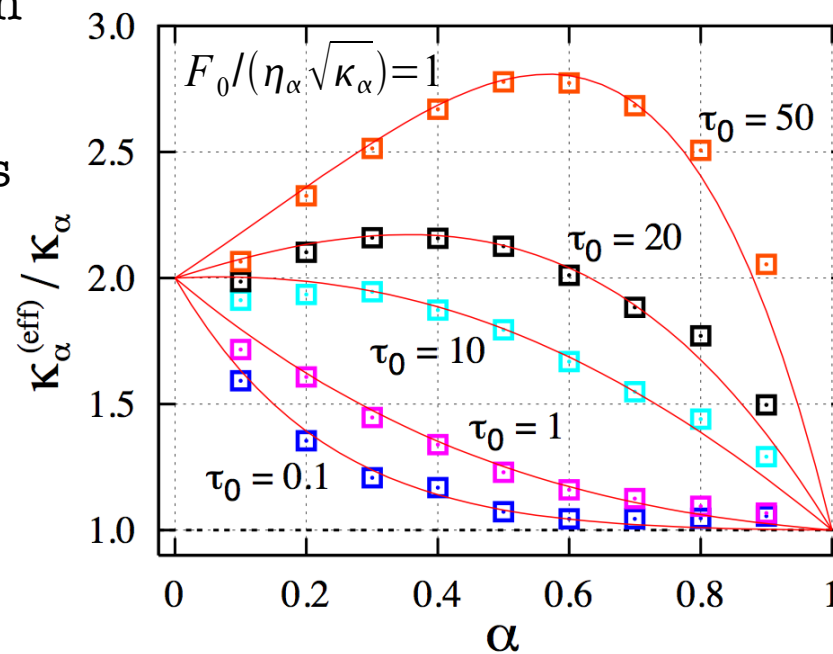 n
s
3.0
2.5
2.0
1.5
1.0
κα(eff) / κα
F0/(ηα√κα)=1
τ0 = 50
τ0 = 20
τ0 = 10
τ0 = 1
τ0 = 0.1
0 0.2 0.4 0.6 0.8 1
α